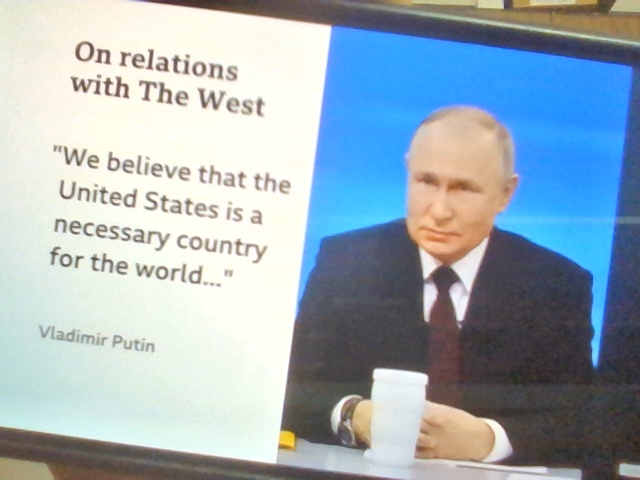 On relations
with The West
"We believe that the
United States is a
necessary country
for the world..."
Vladimir Putin